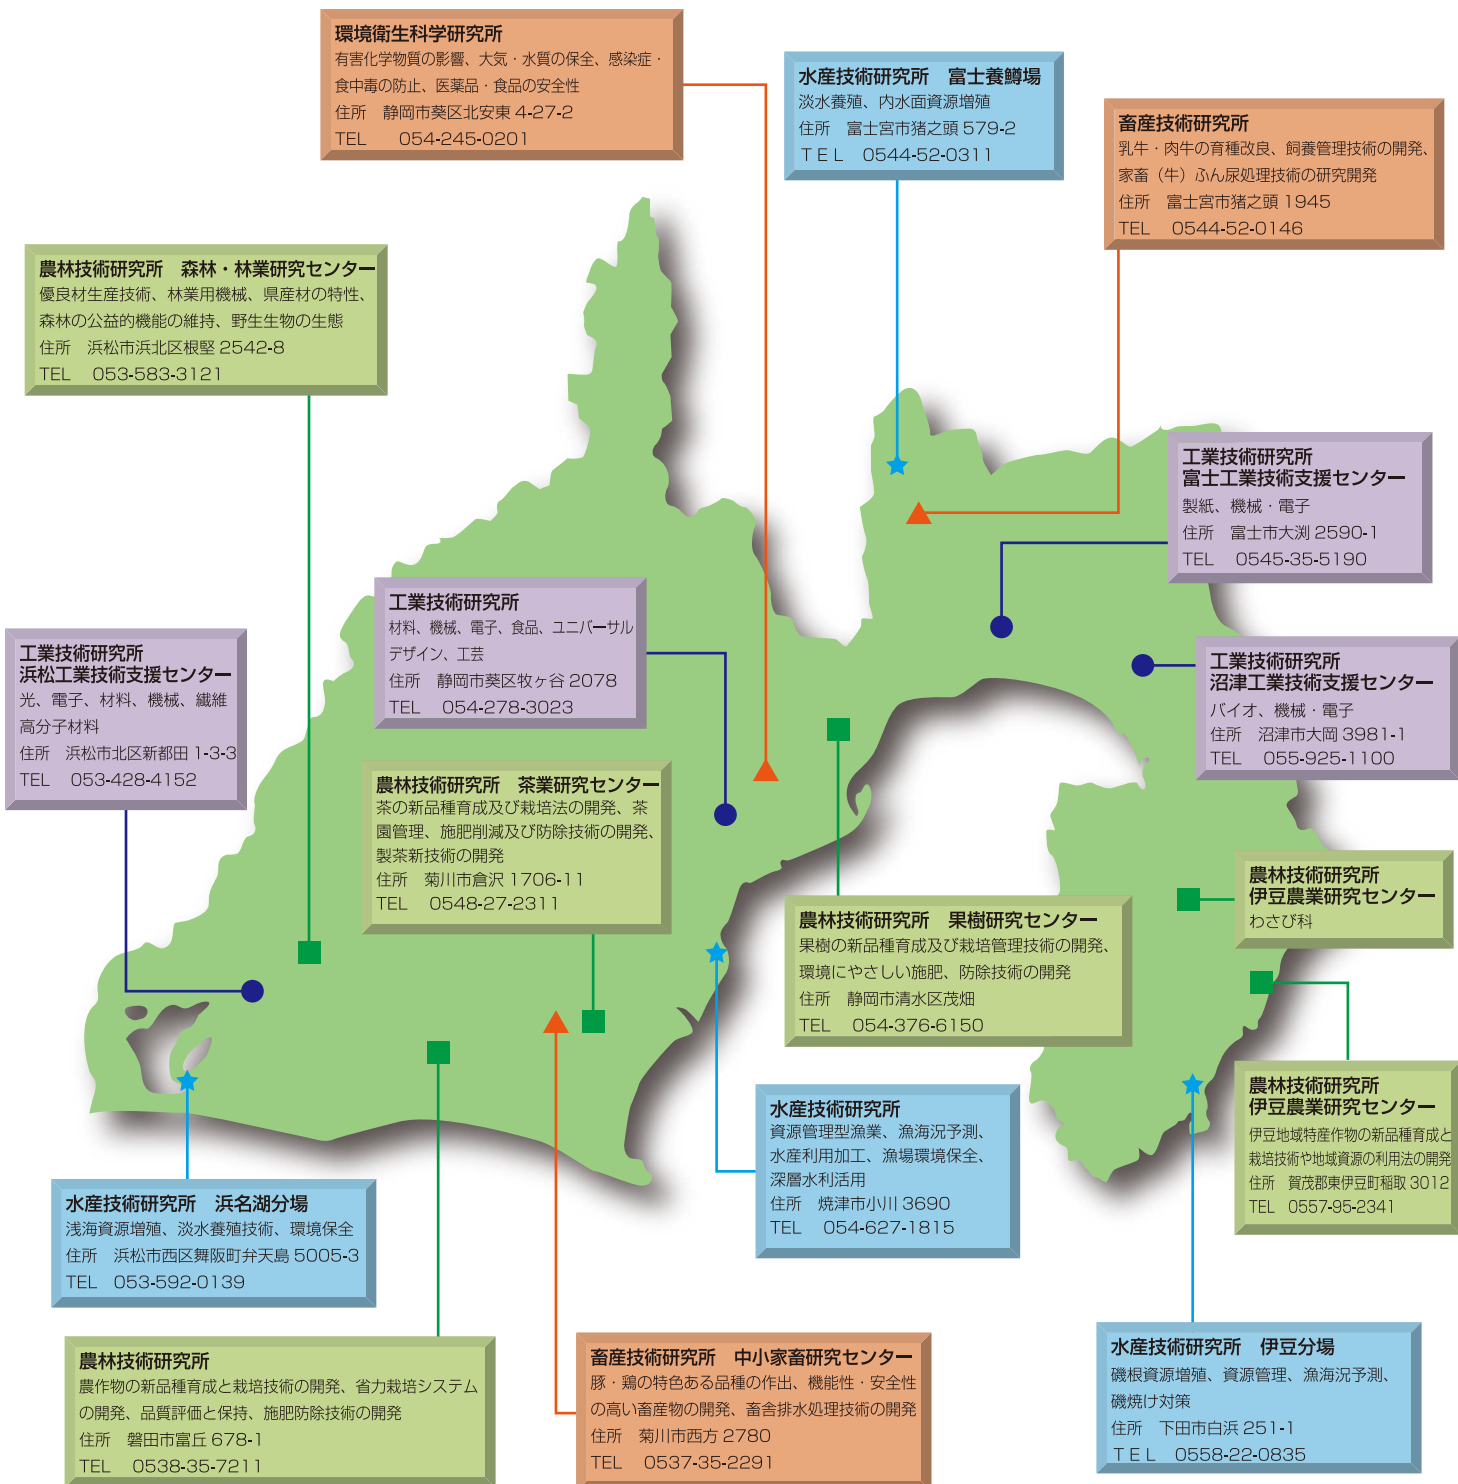 環境衛生科学研究所
有害化学物質の影響、大気・水質の保全、感染症・
食中毒の防止、医薬品・食品の安全性
住所　静岡市葵区北安東 4-27-2
TEL　054-245-0201
水産技術研究所　富士養鱒場
淡水養殖、内水面資源増殖
住所　富士宮市猪之頭 579-2
ＴＥＬ　0544-52-0311
畜産技術研究所
乳牛・肉牛の育種改良、飼養管理技術の開発、
家畜（牛）ふん尿処理技術の研究開発
住所　富士宮市猪之頭 1945
TEL　0544-52-0146
農林技術研究所　森林・林業研究センター
優良材生産技術、林業用機械、県産材の特性、
森林の公益的機能の維持、野生生物の生態
住所　浜松市浜北区根堅 2542-8
TEL　053-583-3121
工業技術研究所
富士工業技術支援センター
製紙、機械・電子
住所　富士市大渕 2590-1
TEL　0545-35-5190
工業技術研究所
材料、機械、電子、食品、ユニバーサル
デザイン、工芸
住所　静岡市葵区牧ヶ谷 2078
TEL　054-278-3023
工業技術研究所
浜松工業技術支援センター
光、電子、材料、機械、繊維
高分子材料
住所　浜松市北区新都田 1-3-3
TEL　053-428-4152
工業技術研究所
沼津工業技術支援センター
バイオ、機械・電子
住所　沼津市大岡 3981-1
TEL　055-925-1100
農林技術研究所　茶業研究センター
茶の新品種育成及び栽培法の開発、茶
園管理、施肥削減及び防除技術の開発、
製茶新技術の開発
住所　菊川市倉沢 1706-11
TEL　0548-27-2311
農林技術研究所　果樹研究センター
果樹の新品種育成及び栽培管理技術の開発、
環境にやさしい施肥、防除技術の開発
住所　静岡市清水区茂畑
TEL　054-376-6150
農林技術研究所
伊豆農業研究センター
わさび科
農林技術研究所
伊豆農業研究センター
伊豆地域特産作物の新品種育成と
栽培技術や地域資源の利用法の開発
住所　賀茂郡東伊豆町稲取 3012
TEL　0557-95-2341
水産技術研究所
資源管理型漁業、漁海況予測、
水産利用加工、漁場環境保全、
深層水利活用
住所　焼津市小川 3690
TEL　054-627-1815
水産技術研究所　浜名湖分場
浅海資源増殖、淡水養殖技術、環境保全
住所　浜松市西区舞阪町弁天島 5005-3
TEL　053-592-0139
農林技術研究所
農作物の新品種育成と栽培技術の開発、省力栽培システム
の開発、品質評価と保持、施肥防除技術の開発
住所　磐田市富丘 678-1
TEL　0538-35-7211
畜産技術研究所　中小家畜研究センター
豚・鶏の特色ある品種の作出、機能性・安全性
の高い畜産物の開発、畜舎排水処理技術の開発
住所　菊川市西方 2780
TEL　0537-35-2291
水産技術研究所　伊豆分場
磯根資源増殖、資源管理、漁海況予測、
磯焼け対策
住所　下田市白浜 251-1
ＴＥＬ　0558-22-0835